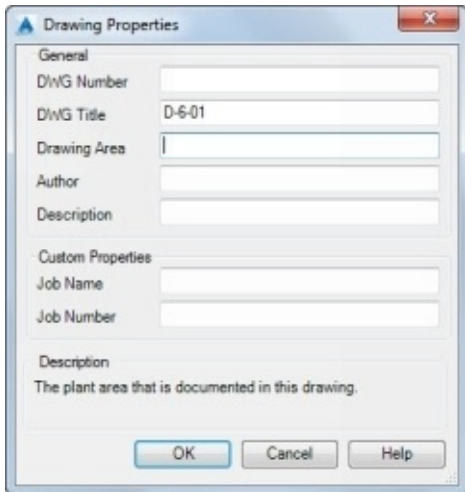 Drawing Properties
General
DWG Number
DWG Title D-6-01
Drawing Area
Author
Description
Custom Properties
Job Name
Job Number
Description
The plant area that is documented in this drawing.
OK Cancel Help